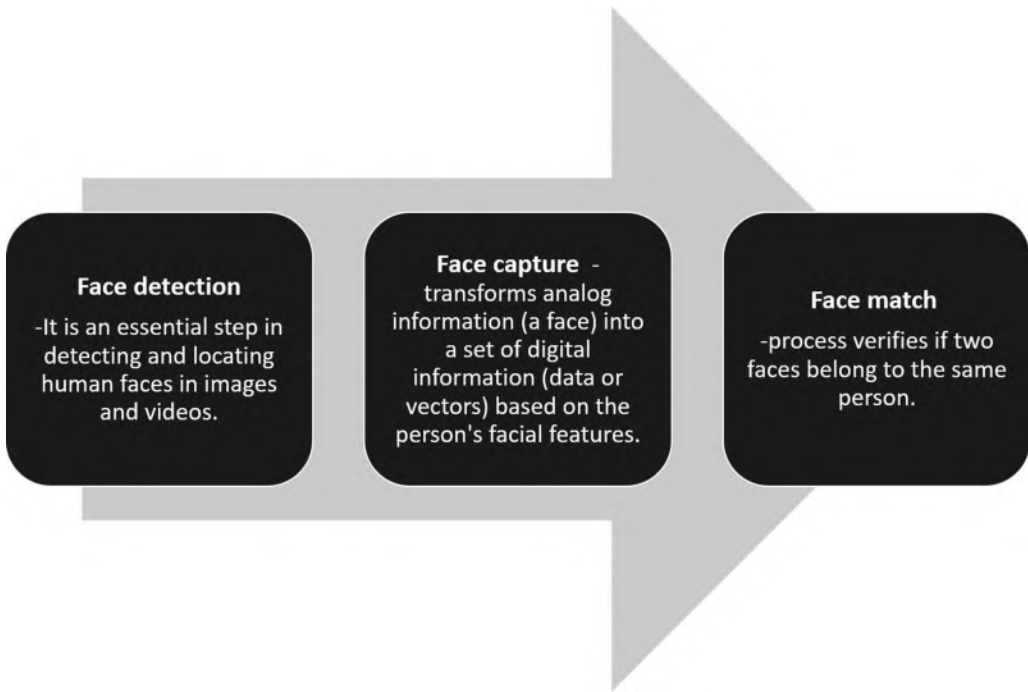 Face detection
-It is an essential step in
detecting and locating
human faces in images
and videos.
Face capture -
transforms analog
information (a face) into
a set of digital
information (data or
vectors) based on the
person's facial features.
Face match
-process verifies if two
faces belong to the same
person.